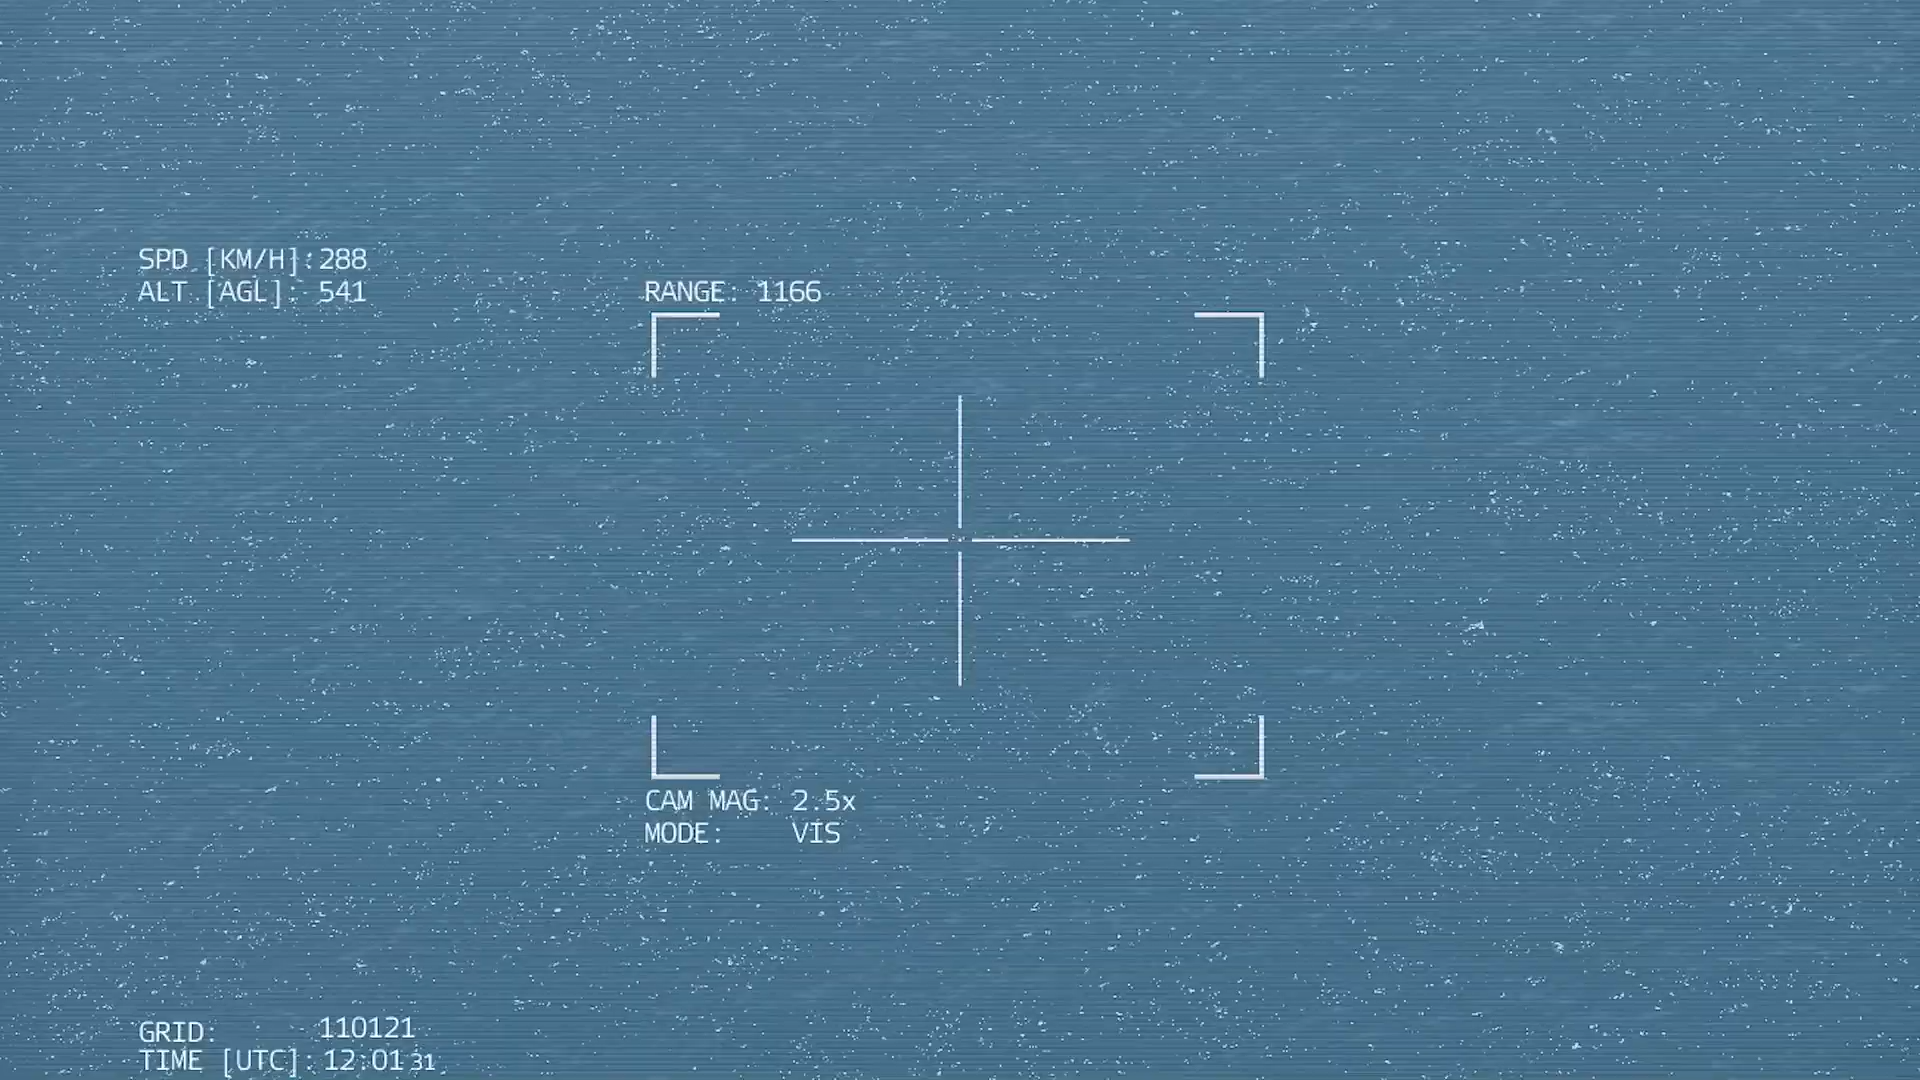 SPD [KM/H]: 288
ALT [AGL]: 541
RANGE: 1166
CAM MAG: 2.5x
MODE: VIS
GRID: 110121
TIME [UTC]: 12:01 31